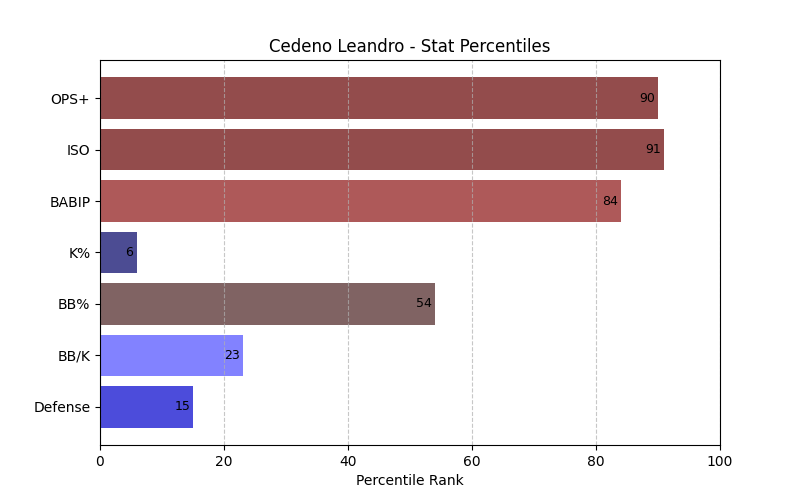 Cedeno Leandro - Stat Percentiles
OPS+ 90
ISO 91
BABIP 84
K% 6
BB% 54
BB/K 23
Defense 15
0 20 40 60 80 100
Percentile Rank